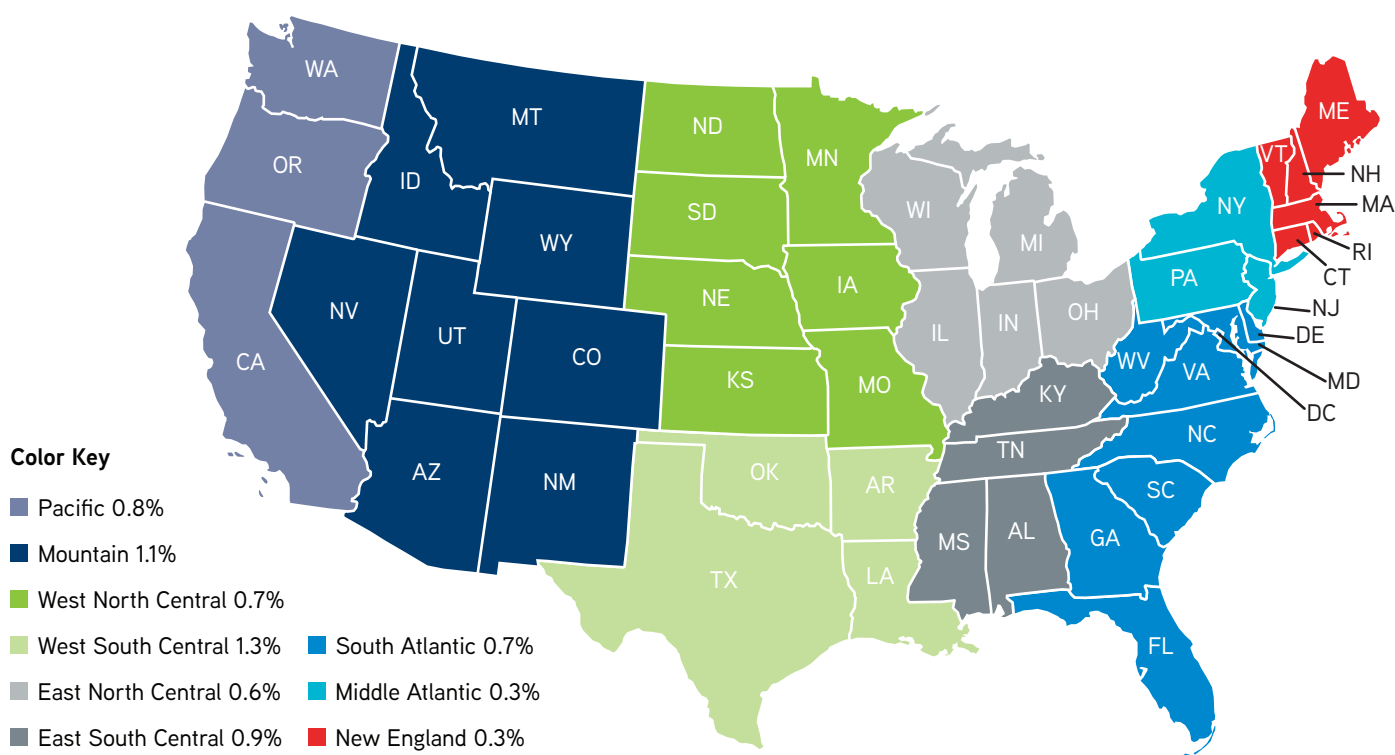 WA
MT
ND
MN
OR
ID
SD
WI
MI
WY
NE
IA
NV
UT
CO
KS
MO
IL
IN
OH
CA
AZ
NM
OK
AR
KY
TN
TX
LA
MS
AL
GA
SC
NC
FL
WV
VA
PA
NY
VT
ME
NH
MA
RI
CT
NJ
DE
MD
DC
Color Key
Pacific 0.8%
Mountain 1.1%
West North Central 0.7%
West South Central 1.3%
East North Central 0.6%
East South Central 0.9%
South Atlantic 0.7%
Middle Atlantic 0.3%
New England 0.3%